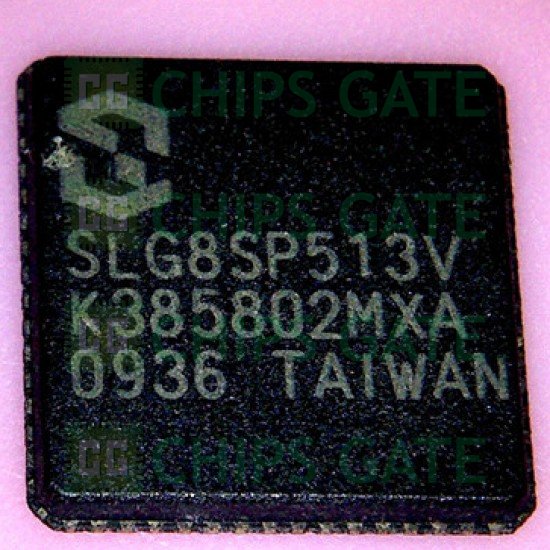 CHIPS GATE
CHIPS GATE
SLG8SP513V
K385802MXA
CHIPS GATE
0936 TAIWAN
CHIPS GATE